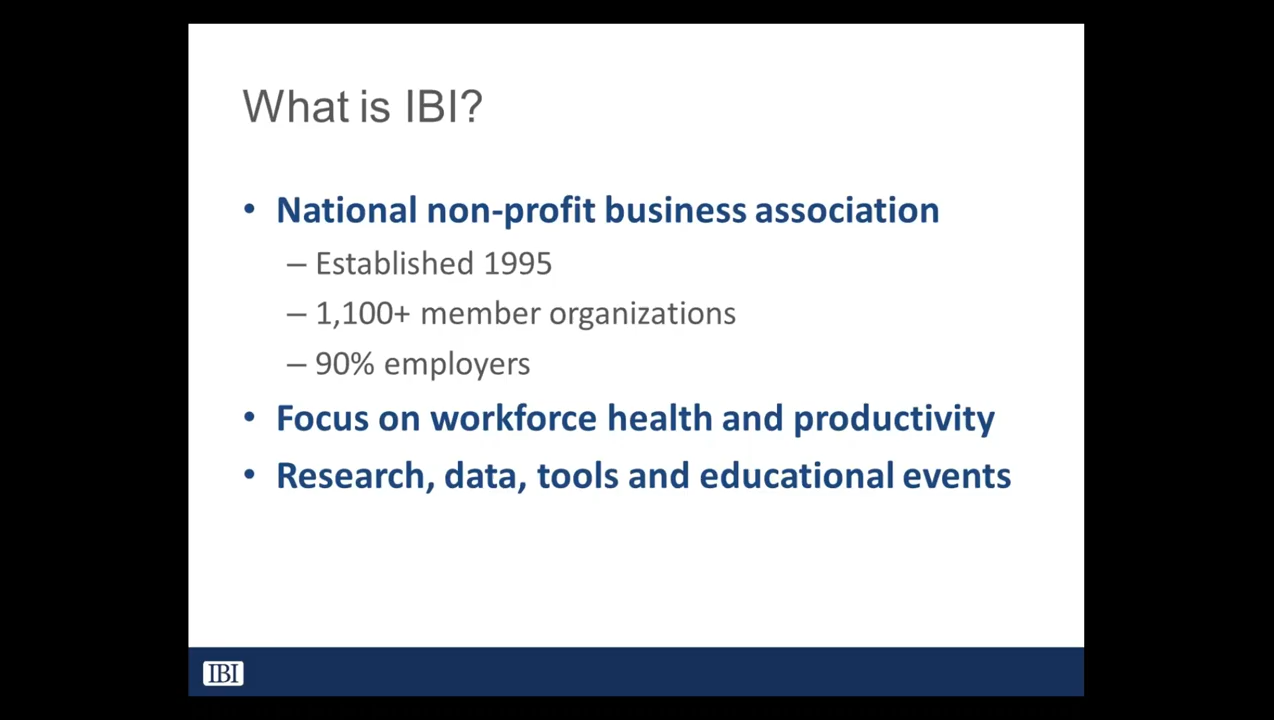 What is IBI?
• National non-profit business association
– Established 1995
– 1,100+ member organizations
– 90% employers
• Focus on workforce health and productivity
• Research, data, tools and educational events
IBI